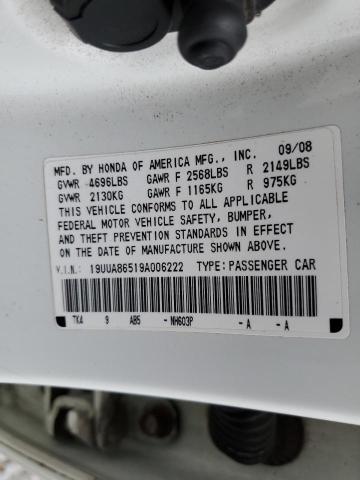 MFD. BY HONDA OF AMERICA MFG., INC. 09/08
GVWR 4696LBS GAWR F 2568LBS R 2149LBS
GVWR 2130KG GAWR F 1165KG R 975KG
THIS VEHICLE CONFORMS TO ALL APPLICABLE
FEDERAL MOTOR VEHICLE SAFETY, BUMPER,
AND THEFT PREVENTION STANDARDS IN EFFECT
ON THE DATE OF MANUFACTURE SHOWN ABOVE.
V.I.N.: 19UUA86519A006222 TYPE:PASSENGER CAR
TK4 9 AB5 -NH603P -A -A